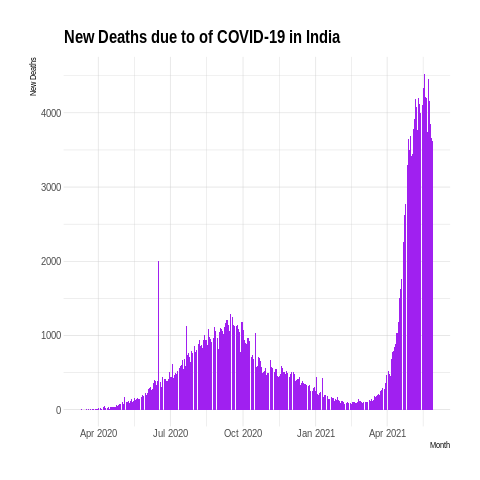 New Deaths due to of COVID-19 in India
New Deaths
4000
3000
2000
1000
0
Apr 2020 Jul 2020 Oct 2020 Jan 2021 Apr 2021
Month